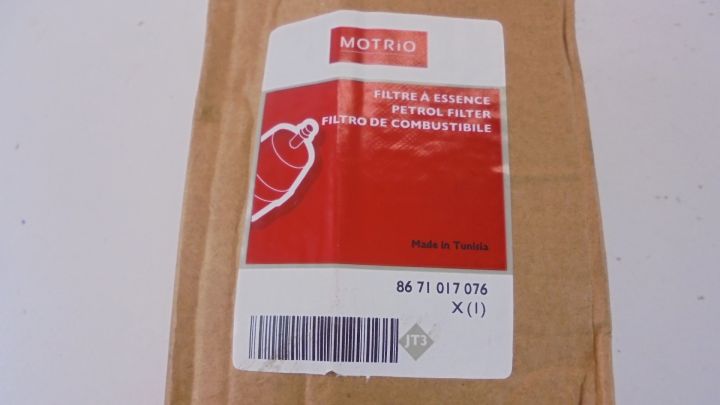 MOTRiO
FILTRE À ESSENCE
PETROL FILTER
FILTRO DE COMBUSTIBILE
Made in Tunisia
86 71 017 076
X (1)
JT3